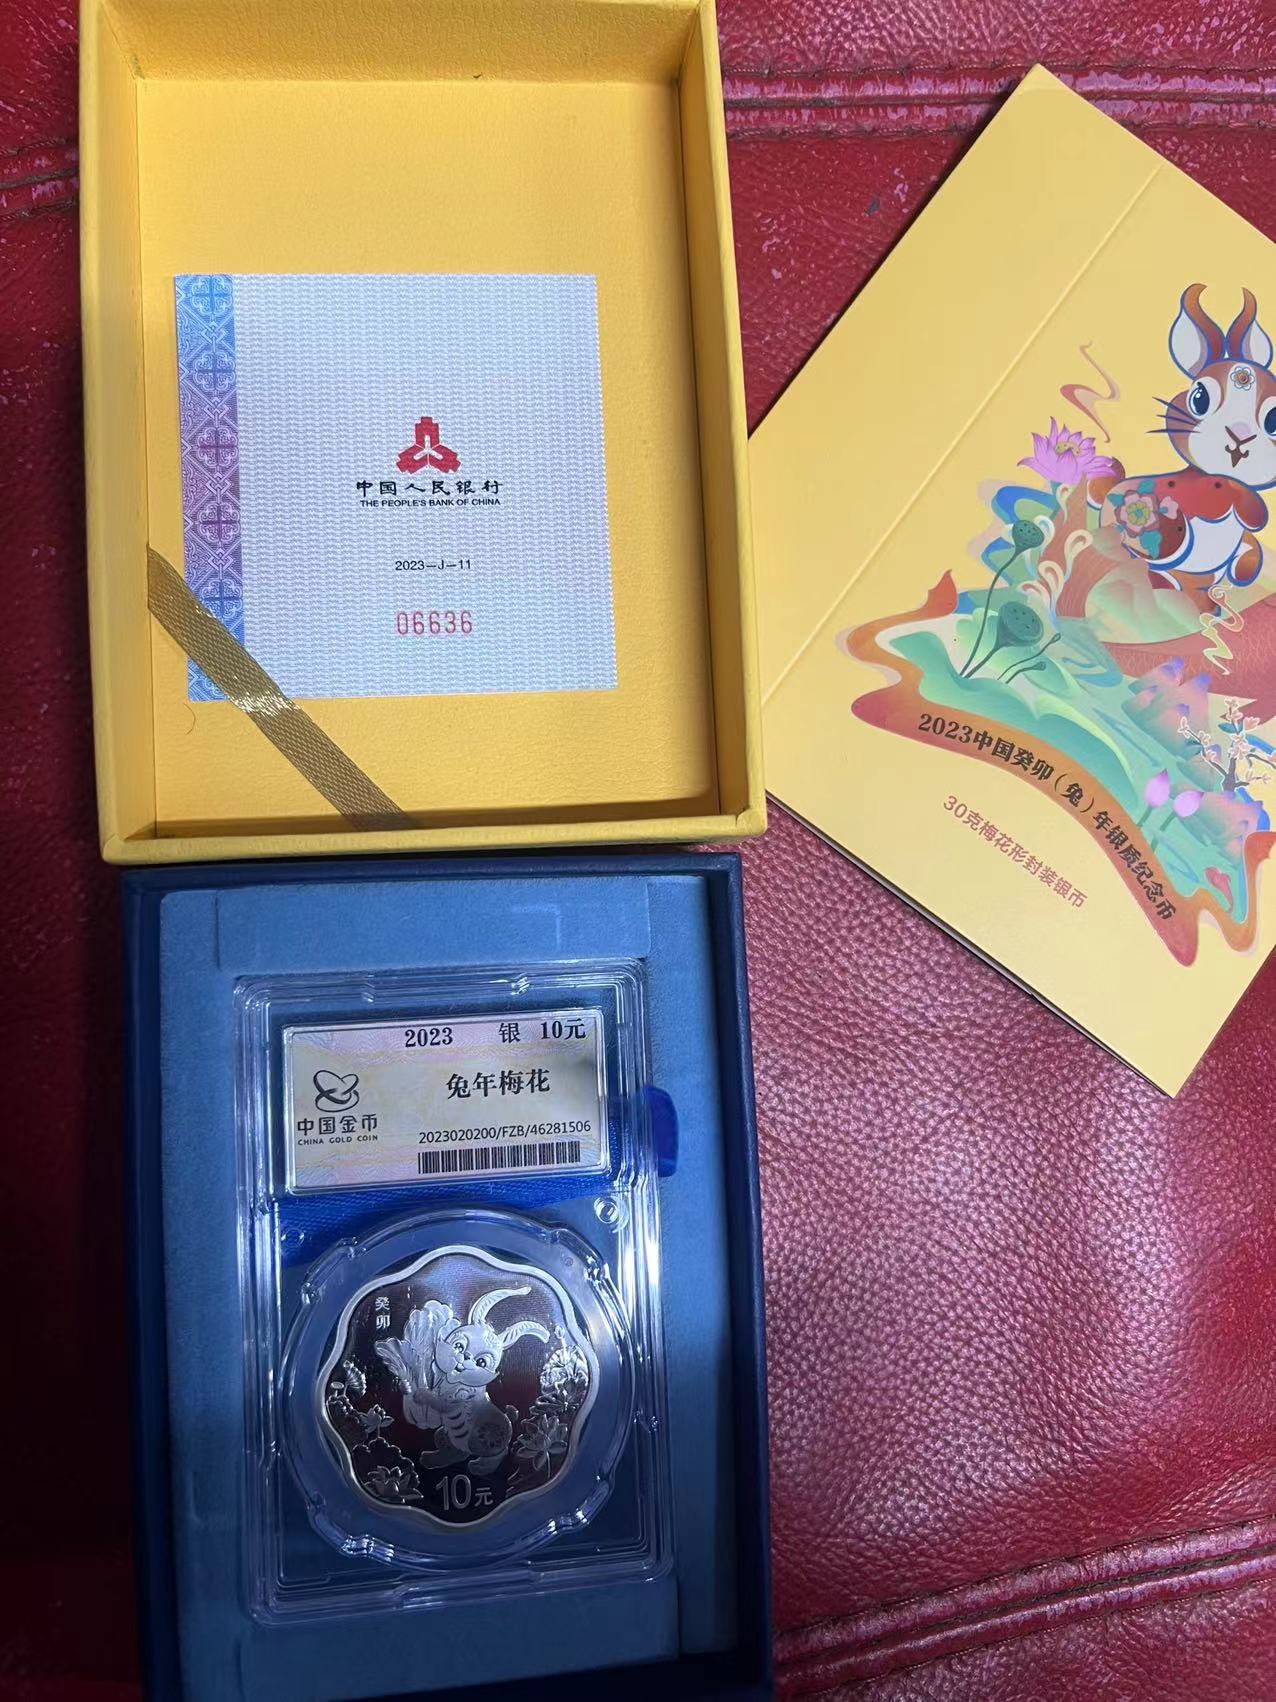 中国人民银行
THE PEOPLE'S BANK OF CHINA
2023—J—11
06636
2023中国癸卯（兔）年银质纪念币
30克梅花形封装银币
2023 银 10元
兔年梅花
中国金币
CHINA GOLD COIN
2023020200/FZB/46281506
癸卯
10元